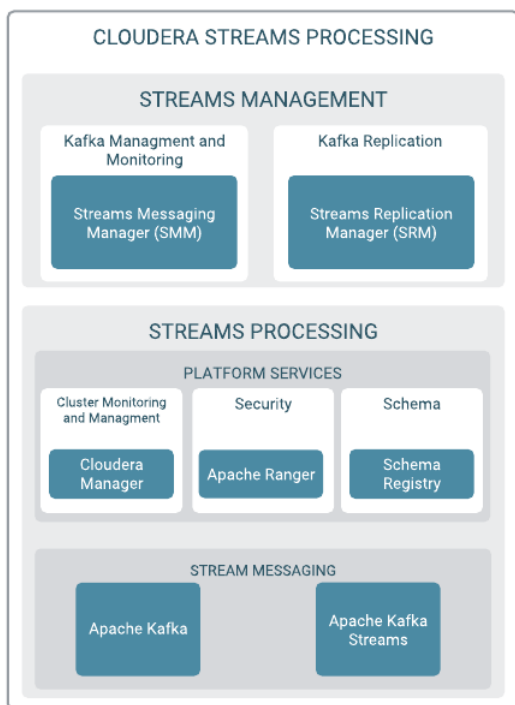 CLOUDERA STREAMS PROCESSING
STREAMS MANAGEMENT
Kafka Managment and
Monitoring
Streams Messaging
Manager (SMM)
Kafka Replication
Streams Replication
Manager (SRM)
STREAMS PROCESSING
PLATFORM SERVICES
Cluster Monitoring
and Managment
Cloudera
Manager
Security
Apache Ranger
Schema
Schema
Registry
STREAM MESSAGING
Apache Kafka
Apache Kafka
Streams